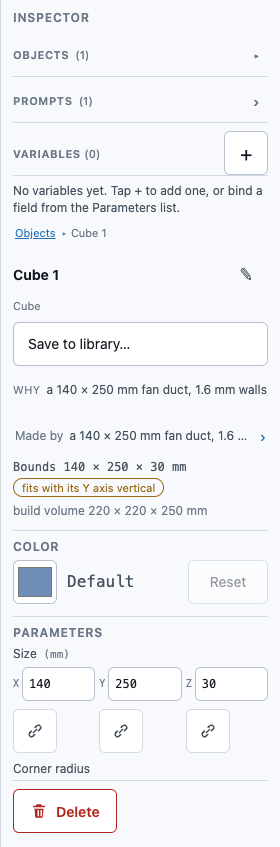 INSPECTOR
OBJECTS (1)
PROMPTS (1)
VARIABLES (0)
+
No variables yet. Tap + to add one, or bind a
field from the Parameters list.
Objects ▸ Cube 1
Cube 1
Cube
Save to library...
WHY a 140 × 250 mm fan duct, 1.6 mm walls
Made by a 140 × 250 mm fan duct, 1.6 ...
Bounds 140 × 250 × 30 mm
fits with its Y axis vertical
build volume 220 × 220 × 250 mm
COLOR
Default Reset
PARAMETERS
Size (mm)
X 140 Y 250 Z 30
Corner radius
Delete